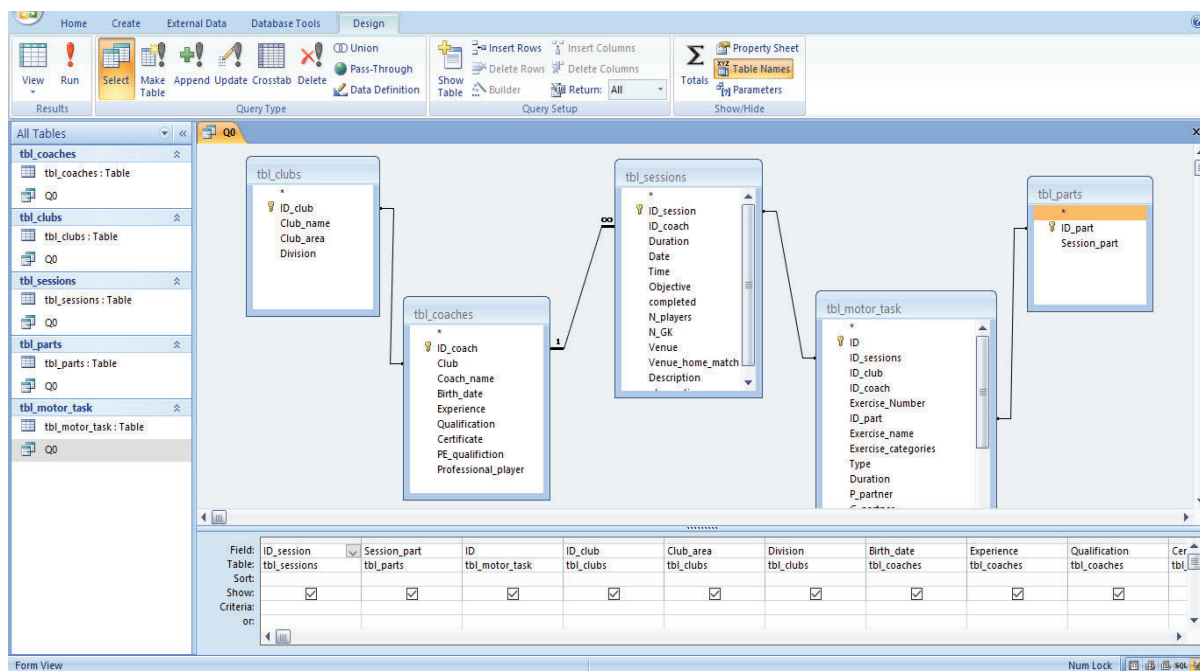 Home Create External Data Database Tools Design
View
Run
Results
Select
Make Table
Append
Update
Crosstab
Delete
Union
Pass-Through
Data Definition
Query Type
Show Table
Insert Rows
Delete Rows
Builder
Insert Columns
Delete Columns
Return: All
Query Setup
Σ
Totals
Property Sheet
XYZ Table Names
Parameters
Show/Hide
All Tables
tbl_coaches
tbl_coaches : Table
Q0
tbl_clubs
tbl_clubs : Table
Q0
tbl_sessions
tbl_sessions : Table
Q0
tbl_parts
tbl_parts : Table
Q0
tbl_motor_task
tbl_motor_task : Table
Q0
Q0
tbl_clubs
*
ID_club
Club_name
Club_area
Division
tbl_coaches
*
ID_coach
Club
Coach_name
Birth_date
Experience
Qualification
Certificate
PE_qualifiction
Professional_player
1
∞
tbl_sessions
*
ID_session
ID_coach
Duration
Date
Time
Objective
completed
N_players
N_GK
Venue
Venue_home_match
Description
tbl_motor_task
*
ID
ID_sessions
ID_club
ID_coach
Exercise_Number
ID_part
Exercise_name
Exercise_categories
Type
Duration
P_partner
tbl_parts
*
ID_part
Session_part
Field: ID_session Session_part ID ID_club Club_area Division Birth_date Experience Qualification Cer
Table: tbl_sessions tbl_parts tbl_motor_task tbl_clubs tbl_clubs tbl_clubs tbl_coaches tbl_coaches tbl_coaches tbl_
Sort:
Show:
Criteria:
or:
Form View
Num Lock
SQL